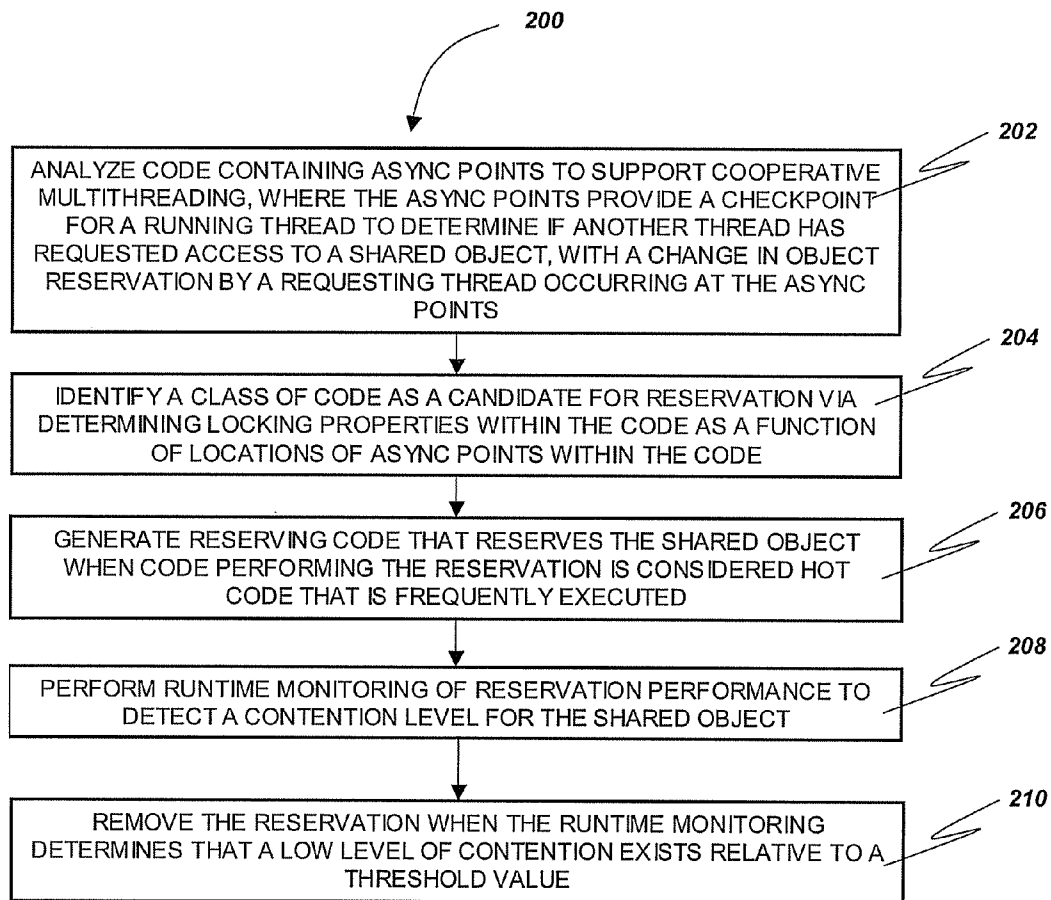 200
202
ANALYZE CODE CONTAINING ASYNC POINTS TO SUPPORT COOPERATIVE
MULTITHREADING, WHERE THE ASYNC POINTS PROVIDE A CHECKPOINT
FOR A RUNNING THREAD TO DETERMINE IF ANOTHER THREAD HAS
REQUESTED ACCESS TO A SHARED OBJECT, WITH A CHANGE IN OBJECT
RESERVATION BY A REQUESTING THREAD OCCURRING AT THE ASYNC
POINTS
204
IDENTIFY A CLASS OF CODE AS A CANDIDATE FOR RESERVATION VIA
DETERMINING LOCKING PROPERTIES WITHIN THE CODE AS A FUNCTION
OF LOCATIONS OF ASYNC POINTS WITHIN THE CODE
206
GENERATE RESERVING CODE THAT RESERVES THE SHARED OBJECT
WHEN CODE PERFORMING THE RESERVATION IS CONSIDERED HOT
CODE THAT IS FREQUENTLY EXECUTED
208
PERFORM RUNTIME MONITORING OF RESERVATION PERFORMANCE TO
DETECT A CONTENTION LEVEL FOR THE SHARED OBJECT
210
REMOVE THE RESERVATION WHEN THE RUNTIME MONITORING
DETERMINES THAT A LOW LEVEL OF CONTENTION EXISTS RELATIVE TO A
THRESHOLD VALUE